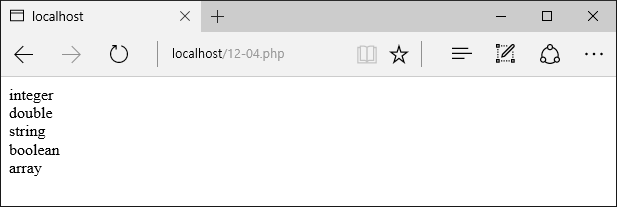 localhost
localhost/12-04.php
integer
double
string
boolean
array